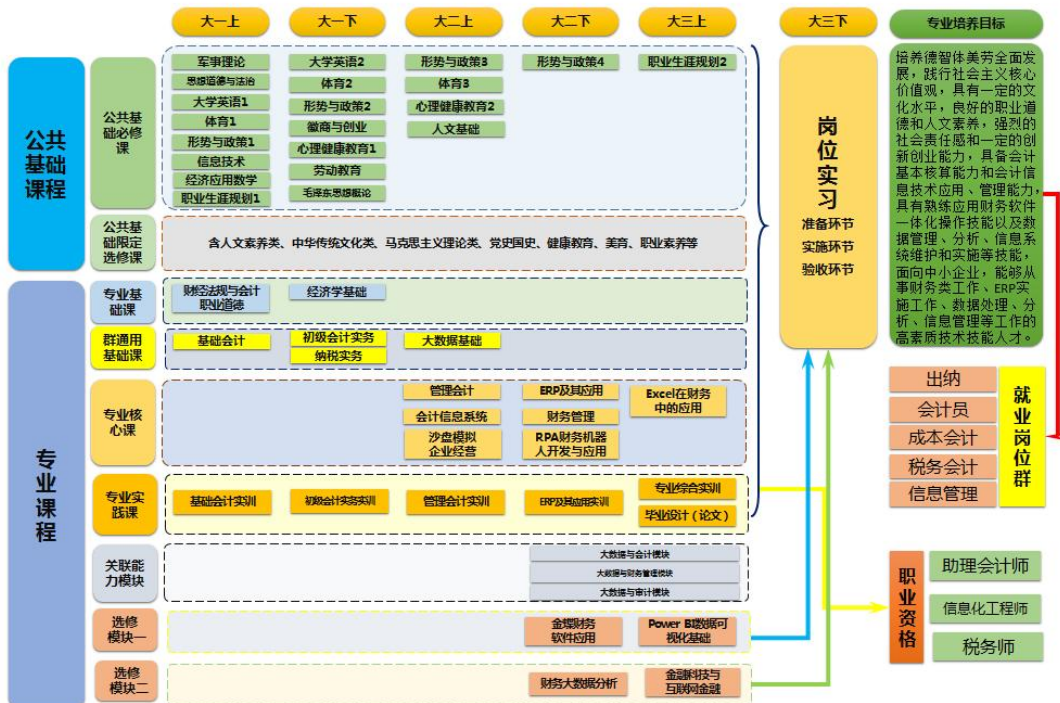 大一上
大一下
大二上
大二下
大三上
大三下
专业培养目标
公共
基础
课程
公共基
础必修
课
军事理论
思想道德与法治
大学英语1
体育1
形势与政策1
信息技术
经济应用数学
职业生涯规划1
大学英语2
体育2
形势与政策2
徽商与创业
心理健康教育1
劳动教育
毛泽东思想概论
形势与政策3
体育3
心理健康教育2
人文基础
形势与政策4
职业生涯规划2
公共基
础限定
选修课
含人文素养类、中华传统文化类、马克思主义理论类、党史国史、健康教育、美育、职业素养等
专业课程
专业基
础课
财经法规与会计
职业道德
经济学基础
群通用
基础课
基础会计
初级会计实务
纳税实务
大数据基础
专业核
心课
管理会计
会计信息系统
沙盘模拟
企业经营
ERP及其应用
财务管理
RPA财务机器
人开发与应用
Excel在财务
中的应用
专业实
践课
基础会计实训
初级会计实务实训
管理会计实训
ERP及其应用实训
专业综合实训
毕业设计（论文）
关联能
力模块
大数据与会计模块
大数据与财务管理模块
大数据与审计模块
选修
模块一
金蝶财务
软件应用
Power BI数据可
视化基础
选修
模块二
财务大数据分析
金融科技与
互联网金融
岗位实习
准备环节
实施环节
验收环节
培养德智体美劳全面发
展，践行社会主义核心
价值观，具有一定的文
化水平，良好的职业道
德和人文素养，强烈的
社会责任感和一定的创
新创业能力，具备会计
基本核算能力和会计信
息技术应用、管理能力，
具有熟练应用财务软件
一体化操作技能以及数
据管理、分析、信息系
统维护和实施等技能，
面向中小企业，能够从
事财务类工作、ERP实
施工作、数据处理、分
析、信息管理等工作的
高素质技术技能人才。
出纳
会计员
成本会计
税务会计
信息管理
就业岗位群
职业资格
助理会计师
信息化工程师
税务师